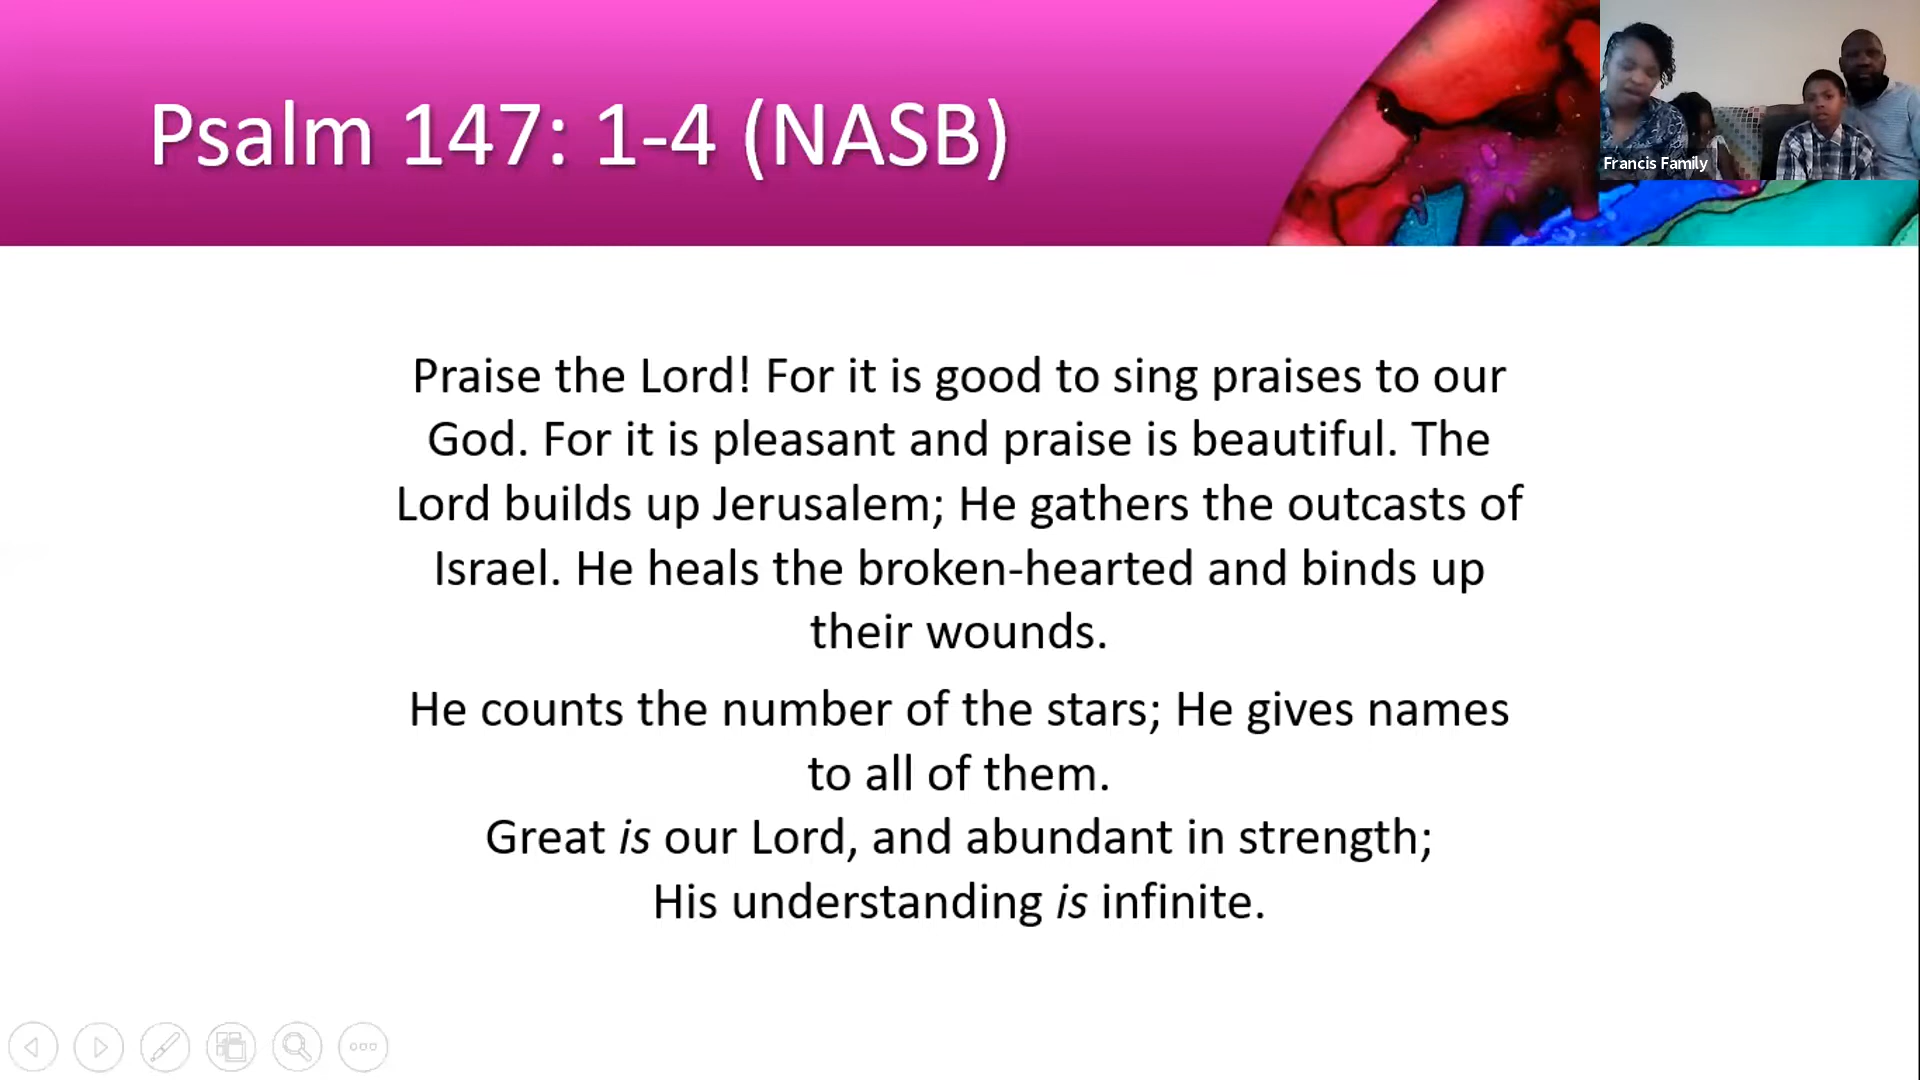 Psalm 147: 1-4 (NASB)
Francis Family
Praise the Lord! For it is good to sing praises to our
God. For it is pleasant and praise is beautiful. The
Lord builds up Jerusalem; He gathers the outcasts of
Israel. He heals the broken-hearted and binds up
their wounds.
He counts the number of the stars; He gives names
to all of them.
Great is our Lord, and abundant in strength;
His understanding is infinite.